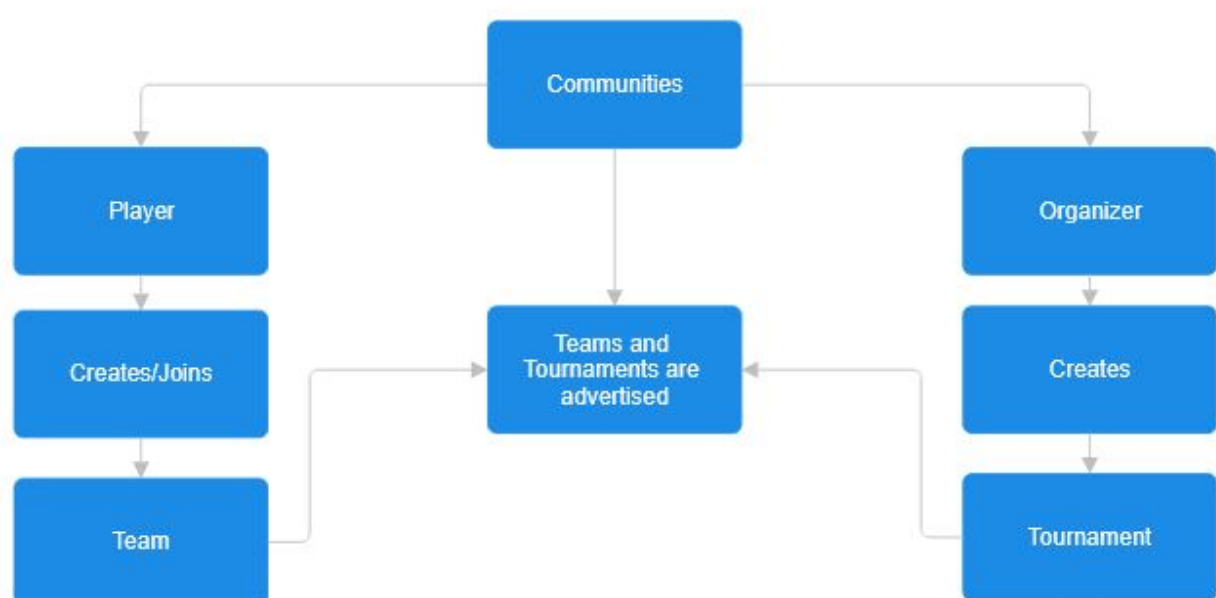 Communities
Player
Organizer
Creates/Joins
Teams and
Tournaments are
advertised
Creates
Team
Tournament